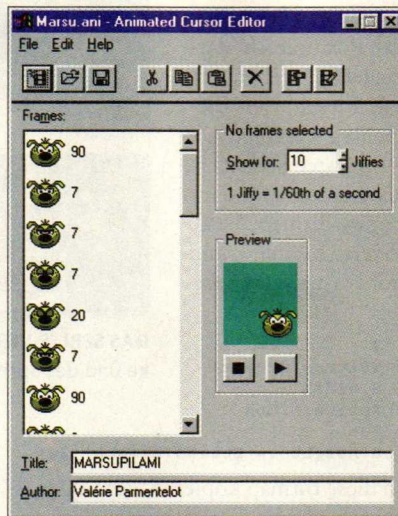 Marsu.ani - Animated Cursor Editor
File Edit Help
Frames:
90
7
7
7
20
7
90
No frames selected
Show for: 10 Jiffies
1 Jiffy = 1/60th of a second
Preview
Title: MARSUPILAMI
Author: Valérie Parmentelot